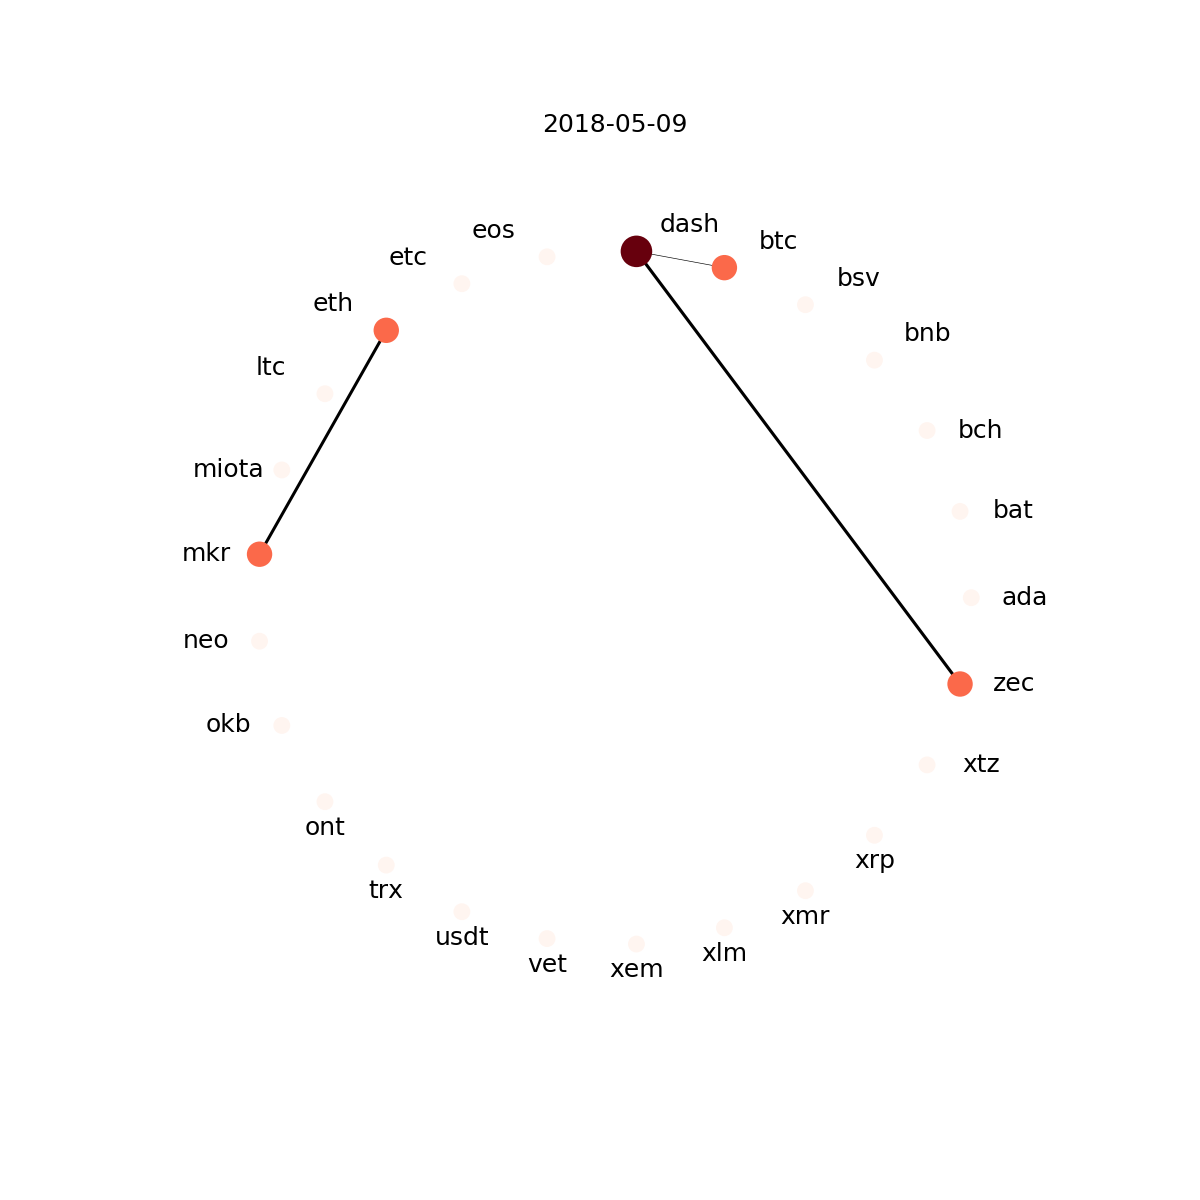 2018-05-09
dash
btc
eos
etc
bsv
eth
bnb
ltc
bch
miota
bat
mkr
ada
neo
zec
okb
xtz
ont
xrp
trx
xmr
usdt
xlm
vet
xem